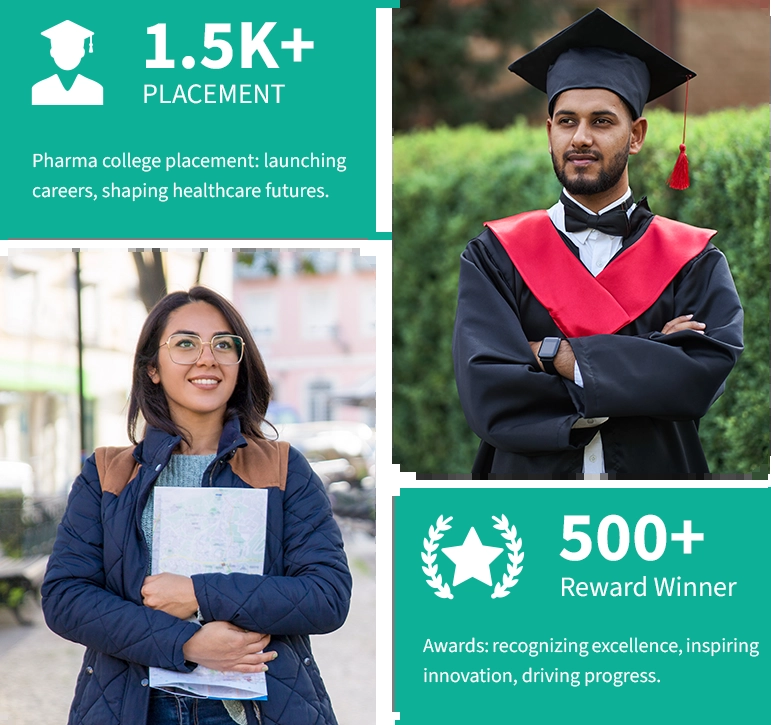 1.5K+
PLACEMENT
Pharma college placement: launching
careers, shaping healthcare futures.
500+
Reward Winner
Awards: recognizing excellence, inspiring
innovation, driving progress.